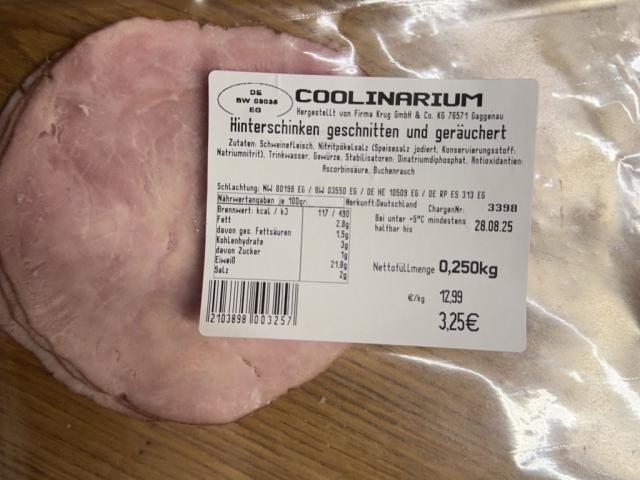 DE
BW 03036
EG
COOLINARIUM
Hergestellt von Firma Krug GmbH & Co. KG 76571 Gaggenau
Hinterschinken geschnitten und geräuchert
Zutaten: Schweinefleisch, Nitritpökelsalz (Speisesalz jodiert, Konservierungsstoff:
Natriumnitrit), Trinkwasser, Gewürze, Stabilisatoren: Dinatriumdiphosphat, Antioxidantien:
Ascorbinsäure, Buchenrauch
Schlachtung: NW 80198 EG / BW 03550 EG / DE HE 10509 EG / DE RP ES 313 EG
Nährwertangaben je 100gr. Herkunft:Deutschland ChargenNr: 3398
Brennwert: kcal / kJ 117 / 490
Fett 2.8g
davon ges. Fettsäuren 1.5g
Kohlenhydrate 3g
davon Zucker 1g
Eiweiß 21.8g
Salz 2g
Bei unter +5°C mindestens
haltbar bis 28.08.25
Nettofüllmenge 0,250kg
€/kg 12,99
3,25€
2103898 003257